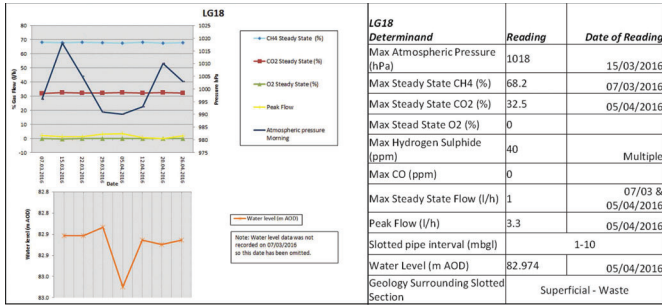 LG18
% Gas Flow (l/h)
80
70
60
50
40
30
20
10
0
-10
1025
1020
1015
1010
1005
1000
995
990
985
980
975
Pressure hPa
07.03.2016
15.03.2016
22.03.2016
29.03.2016
05.04.2016
12.04.2016
20.04.2016
26.04.2016
Date
CH4 Steady State (%)
CO2 Steady State (%)
O2 Steady State (%)
Peak Flow
Atmospheric pressure
Morning
Water level (m AOD)
82.8
82.8
82.9
82.9
83.0
83.0
Water level (m AOD)
Note: Water level data was not
recorded on 07/03/2016
so this date has been omitted.
LG18
Determinand Reading Date of Reading
Max Atmospheric Pressure
(hPa) 1018 15/03/2016
Max Steady State CH4 (%) 68.2 07/03/2016
Max Steady State CO2 (%) 32.5 05/04/2016
Max Stead State O2 (%) 0
Max Hydrogen Sulphide
(ppm) 40 Multiple
Max CO (ppm) 0
Max Steady State Flow (l/h) 1 07/03 &
05/04/2016
Peak Flow (l/h) 3.3 05/04/2016
Slotted pipe interval (mbgl) 1-10
Water Level (m AOD) 82.974 05/04/2016
Geology Surrounding Slotted
Section Superficial - Waste